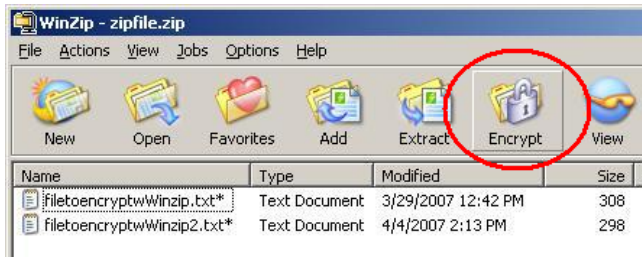 WinZip - zipfile.zip
File Actions View Jobs Options Help
New Open Favorites Add Extract Encrypt View
Name Type Modified Size
filetoencryptwWinzip.txt* Text Document 3/29/2007 12:42 PM 308
filetoencryptwWinzip2.txt* Text Document 4/4/2007 2:13 PM 298